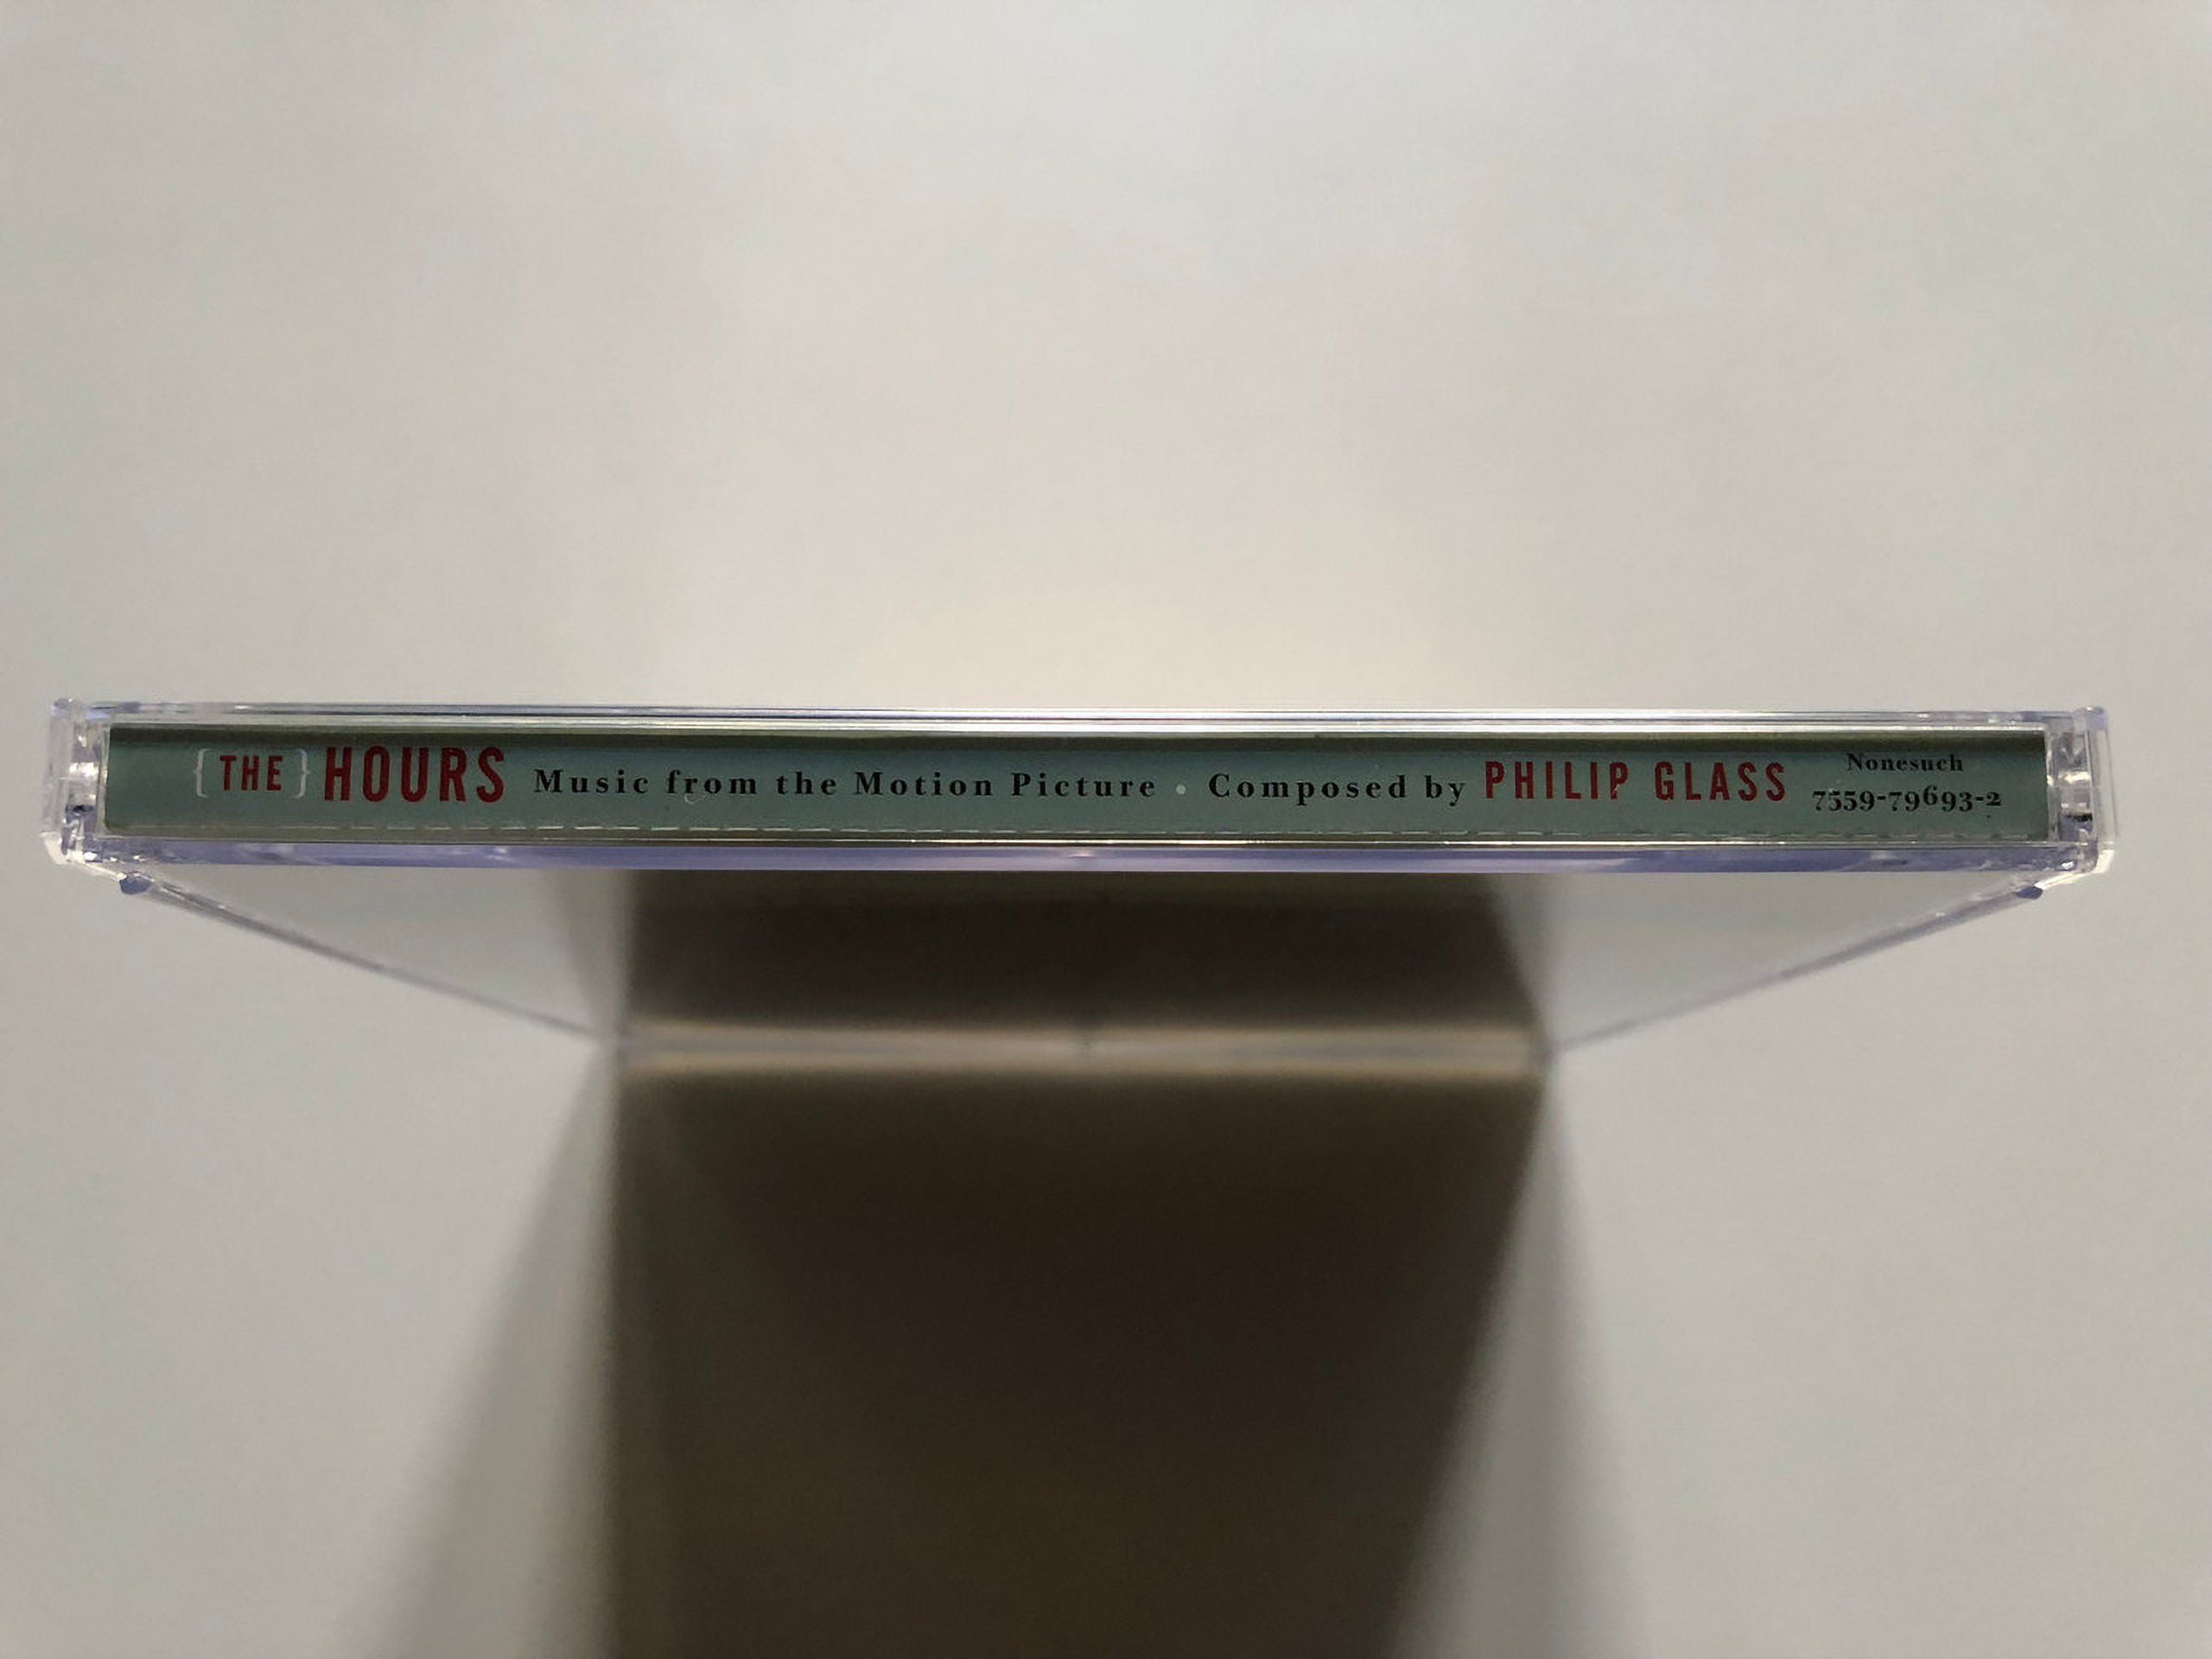 {THE} HOURS Music from the Motion Picture • Composed by PHILIP GLASS
Nonesuch
7559-79693-2